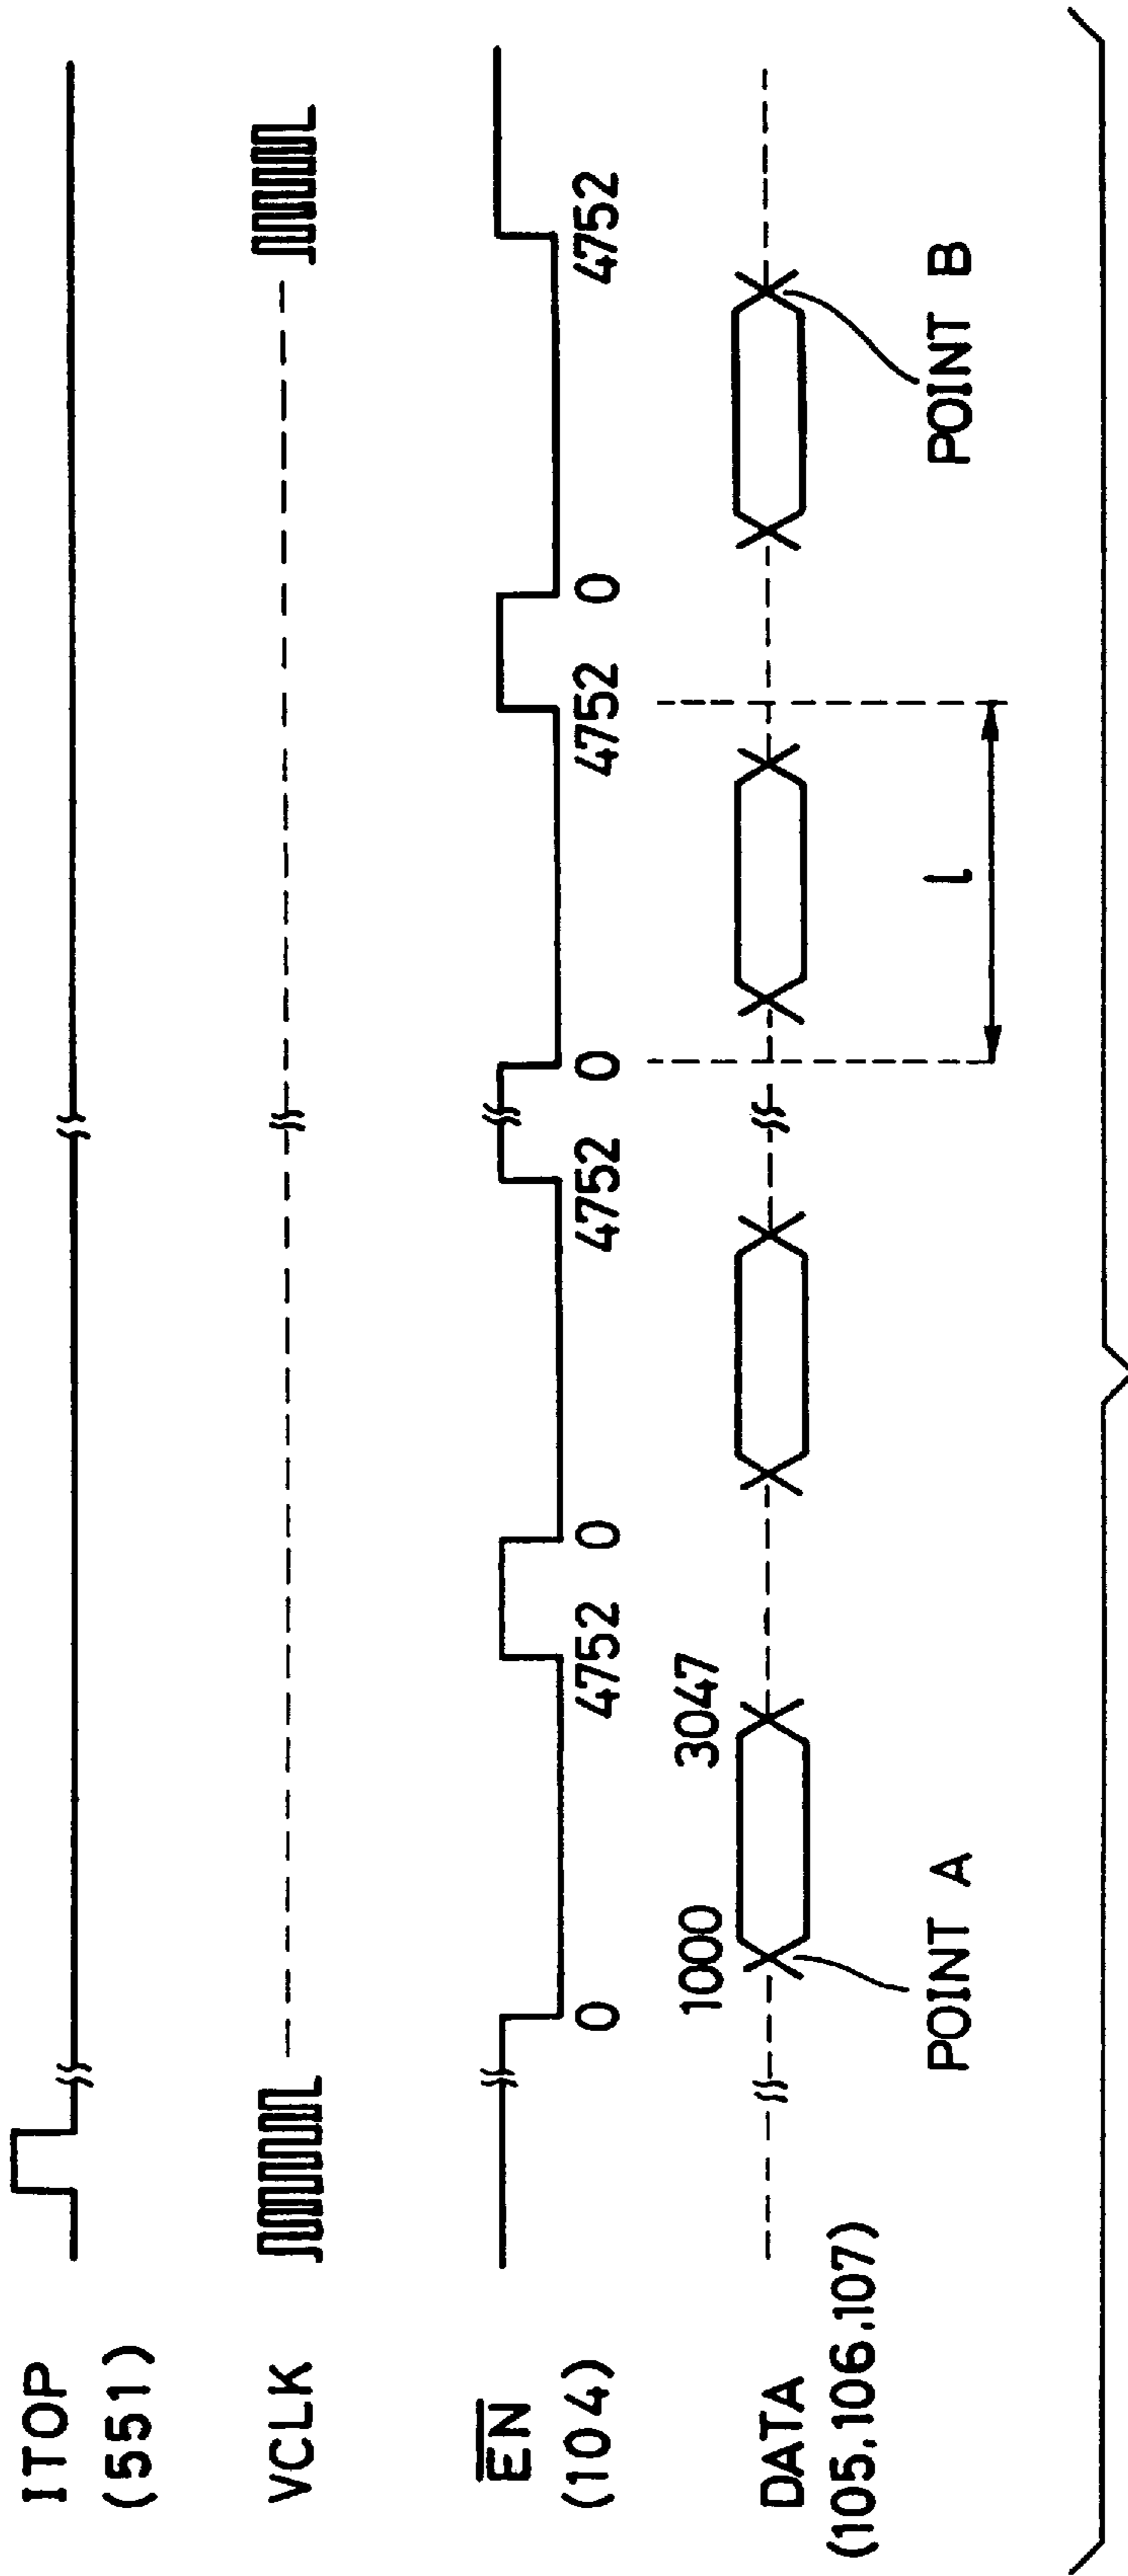 ITOP
(551)
VCLK
EN
(104)
0 4752 0 4752 0 4752 0 4752
DATA
(105,106,107)
1000 3047
POINT A
l
POINT B